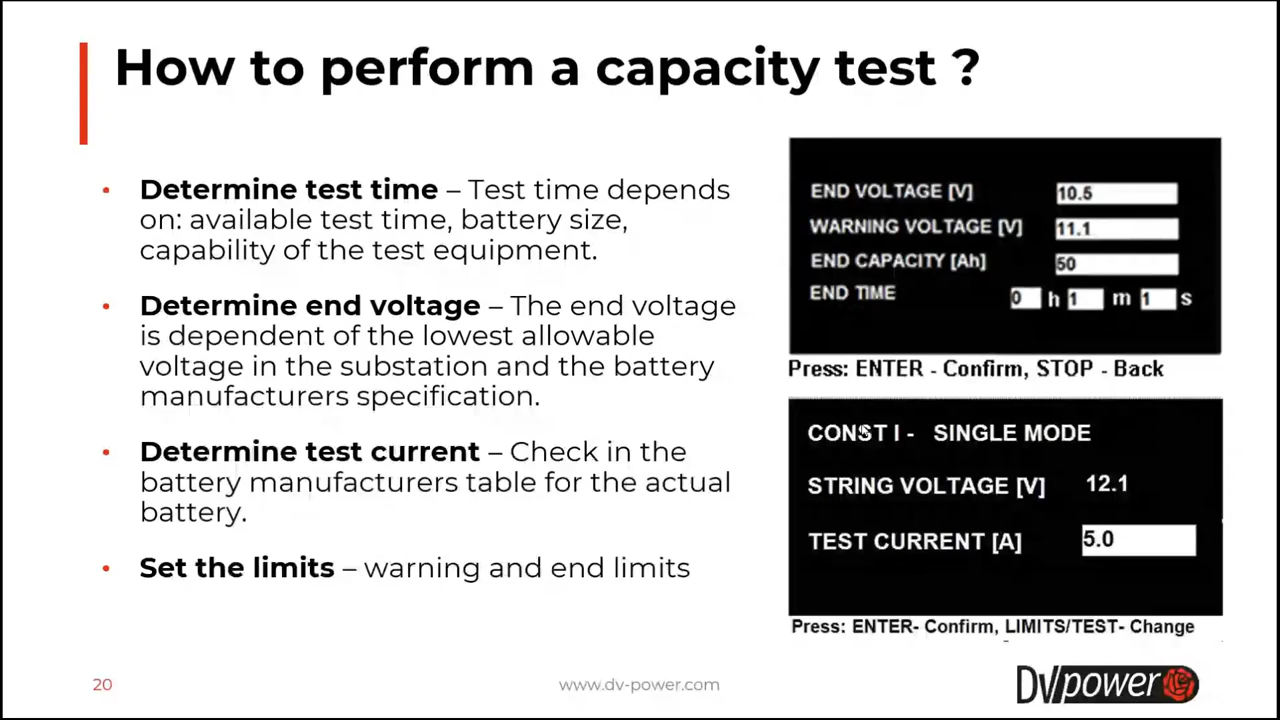 How to perform a capacity test ?
• Determine test time – Test time depends
on: available test time, battery size,
capability of the test equipment.
• Determine end voltage – The end voltage
is dependent of the lowest allowable
voltage in the substation and the battery
manufacturers specification.
• Determine test current – Check in the
battery manufacturers table for the actual
battery.
• Set the limits – warning and end limits
END VOLTAGE [V] 10.5
WARNING VOLTAGE [V] 11.1
END CAPACITY [Ah] 50
END TIME 0 h 1 m 1 s
Press: ENTER - Confirm, STOP - Back
CONST I - SINGLE MODE
STRING VOLTAGE [V] 12.1
TEST CURRENT [A] 5.0
Press: ENTER- Confirm, LIMITS/TEST- Change
20
www.dv-power.com
DV power